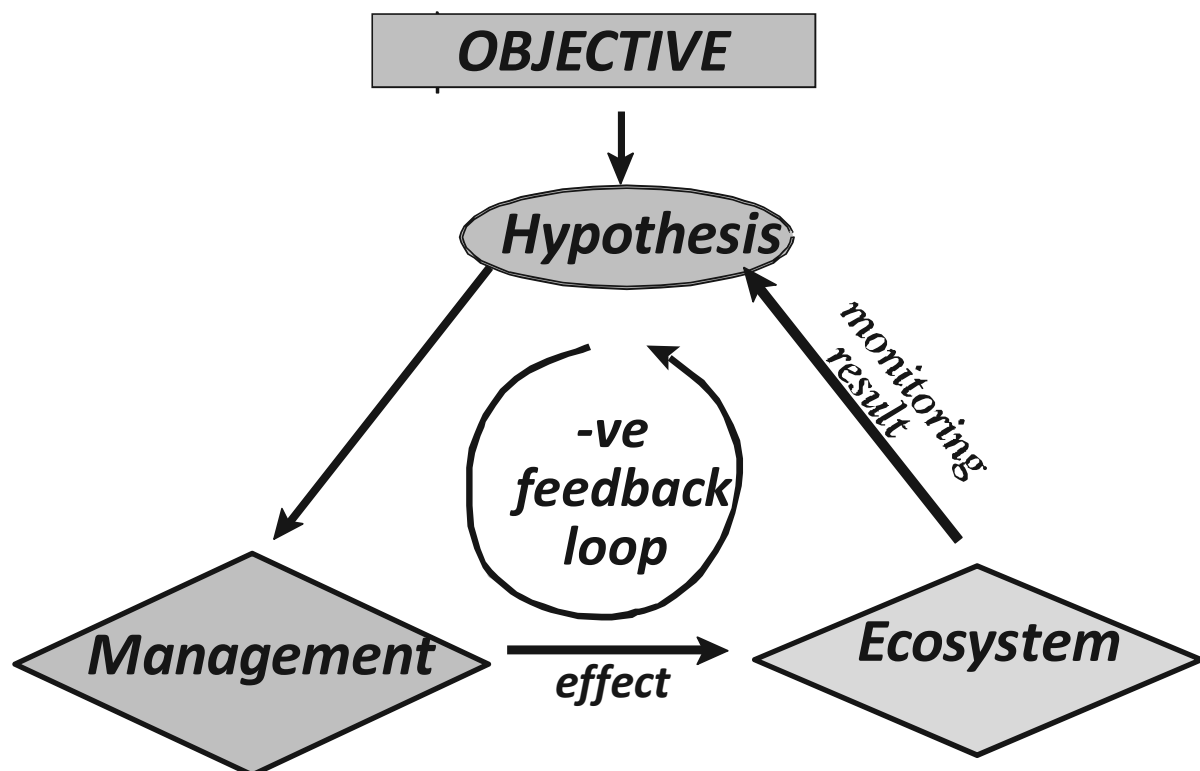 OBJECTIVE
Hypothesis
monitoring
result
-ve
feedback
loop
Management
effect
Ecosystem